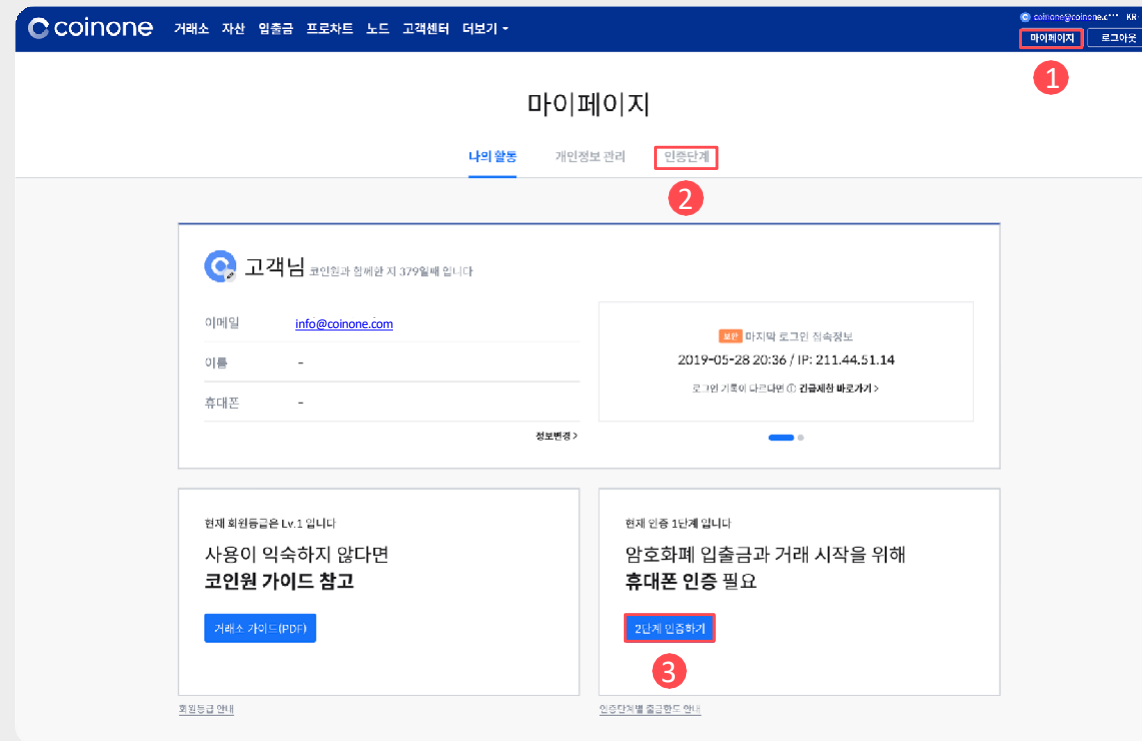 coinone 거래소 자산 입출금 프로차트 노드 고객센터 더보기
coinone@coinone.c*** KR
마이페이지 로그아웃
1
마이페이지
나의 활동 개인정보 관리 인증단계
2
고객님 코인원과 함께한 지 379일째 입니다
이메일 info@coinone.com
이름 -
휴대폰 -
정보변경 >
보안 마지막 로그인 접속정보
2019-05-28 20:36 / IP: 211.44.51.14
로그인 기록이 다르다면 ⓘ 긴급제한 바로가기 >
현재 회원등급은 Lv.1 입니다
사용이 익숙하지 않다면
코인원 가이드 참고
거래소 가이드(PDF)
회원등급 안내
현재 인증 1단계 입니다
암호화폐 입출금과 거래 시작을 위해
휴대폰 인증 필요
2단계 인증하기
3
인증단계별 출금한도 안내